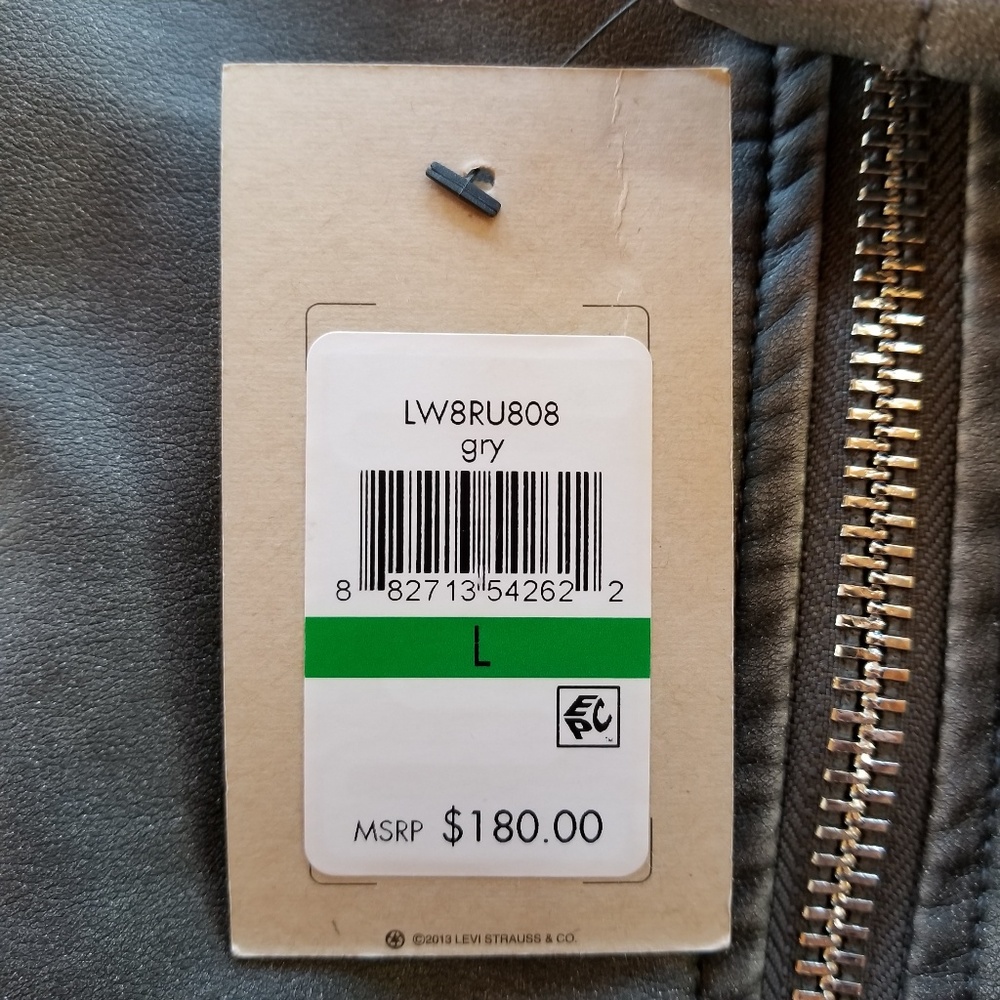 LW8RU808
gry
8 82713 54262 2
L
EPC
MSRP $180.00
©2013 LEVI STRAUSS & CO.